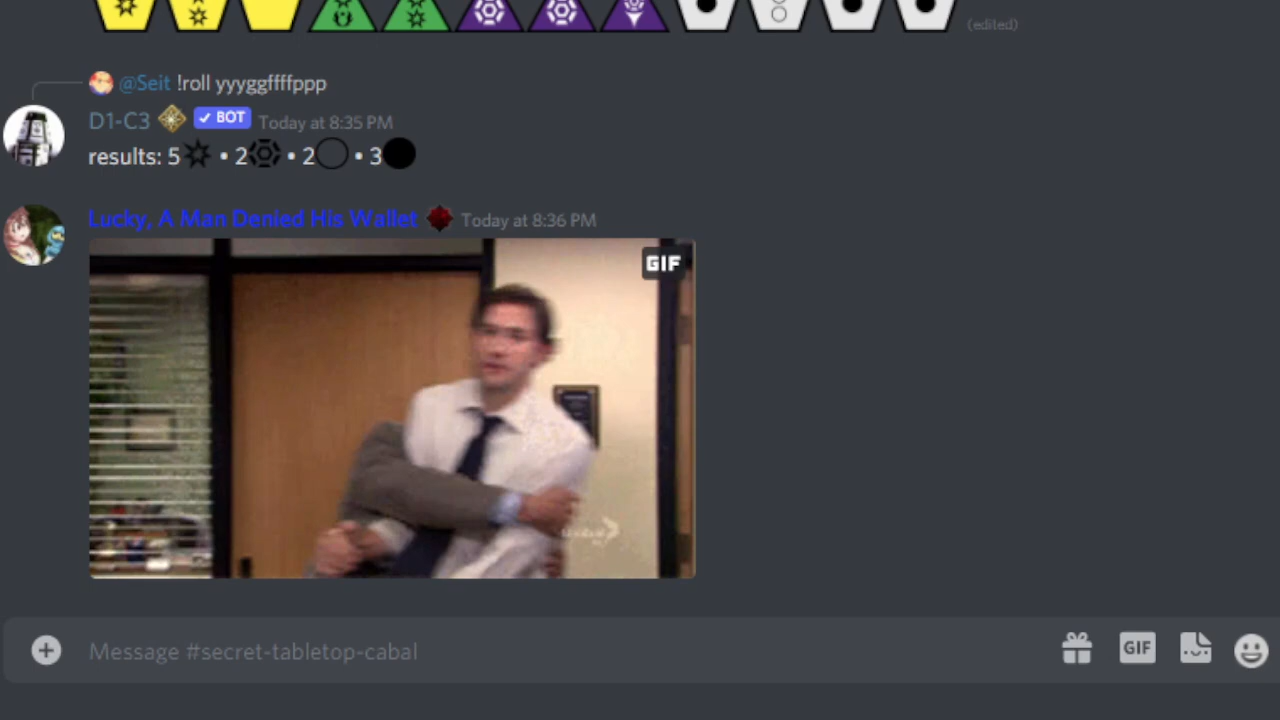 (edited)
@Seit !roll yyyggffffppp
D1-C3 ✓ BOT Today at 8:35 PM
results: 5 • 2 • 2 • 3
Lucky, A Man Denied His Wallet Today at 8:36 PM
GIF
Message #secret-tabletop-cabal
GIF